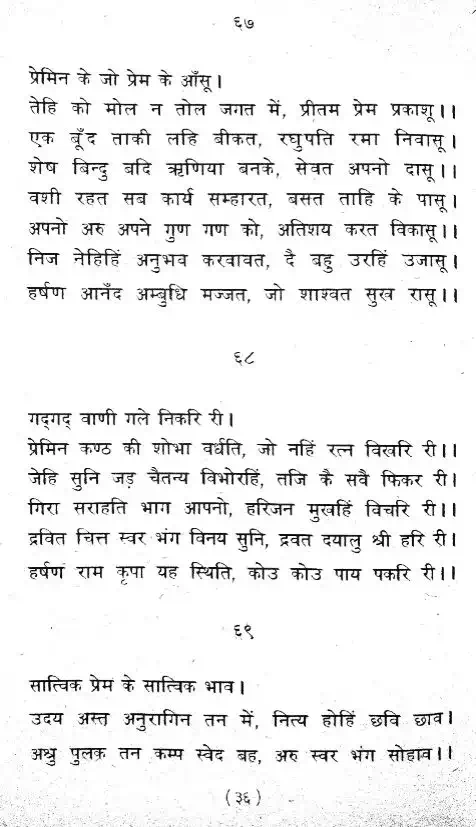 ६७
प्रेमिन के जो प्रेम के आँसू।
तेहि को मोल न तोल जगत में, प्रीतम प्रेम प्रकाशू।।
एक बूँद ताकी लहि बीकत, रघुपति रमा निवासू।
शेष बिन्दु बदि ऋणिया बनके, सेवत अपनो दासू।।
वशी रहत सब कार्य सम्हारत, बसत ताहि के पासू।
अपनो अरु अपने गुण गण को, अतिशय करत विकासू।।
निज नेहिहिं अनुभव करवावत, दै बहु उरहिं उजासू।
हर्षण आनँद अम्बुधि मज्जत, जो शाश्वत सुख रासू।।
६८
गद्गद् वाणी गले निकरि री।
प्रेमिन कण्ठ की शोभा वर्धति, जो नहिं रत्न विखरि री।।
जेहि सुनि जड़ चैतन्य विभोरहिं, तजि कै सवै फिकर री।
गिरा सराहति भाग आपनो, हरिजन मुखहिं विचरि री।।
द्रवित चित्त स्वर भंग विनय सुनि, द्रवत दयालु श्री हरि री।
हर्षण राम कृपा यह स्थिति, कोउ कोउ पाय पकरि री।।
६९
सात्विक प्रेम के सात्विक भाव।
उदय अस्त अनुरागिन तन में, नित्य होहिं छवि छाव।
अश्रु पुलक तन कम्प स्वेद बह, अरु स्वर भंग सोहाव।।
(३६)